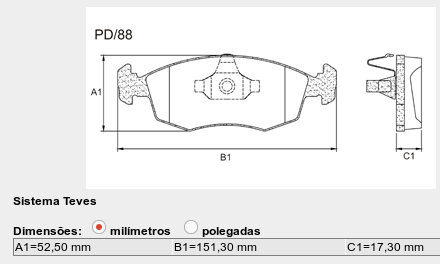 PD/88
A1
B1
C1
Sistema Teves
Dimensões: milímetros polegadas
A1=52,50 mm B1=151,30 mm C1=17,30 mm